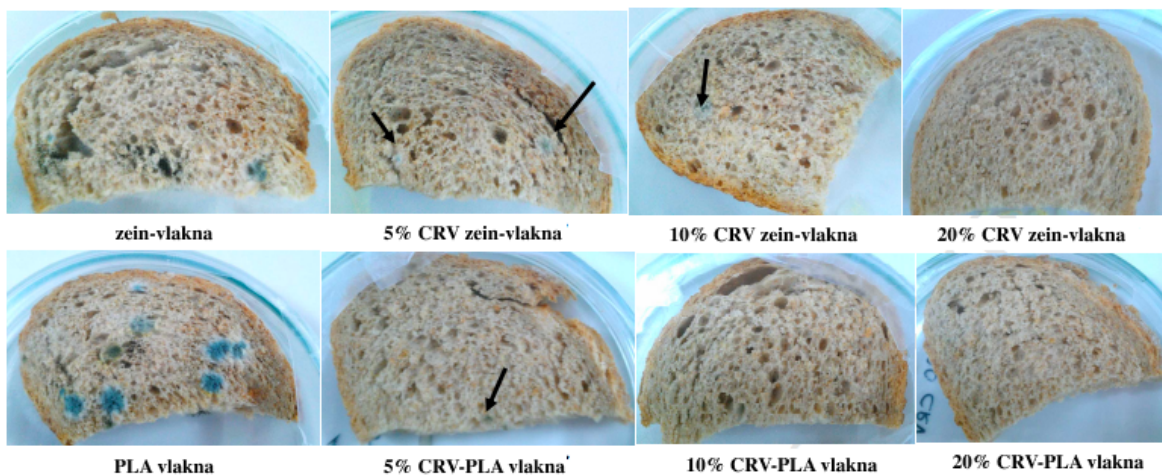 zein-vlakna
5% CRV zein-vlakna
10% CRV zein-vlakna
20% CRV zein-vlakna
PLA vlakna
5% CRV-PLA vlakna
10% CRV-PLA vlakna
20% CRV-PLA vlakna